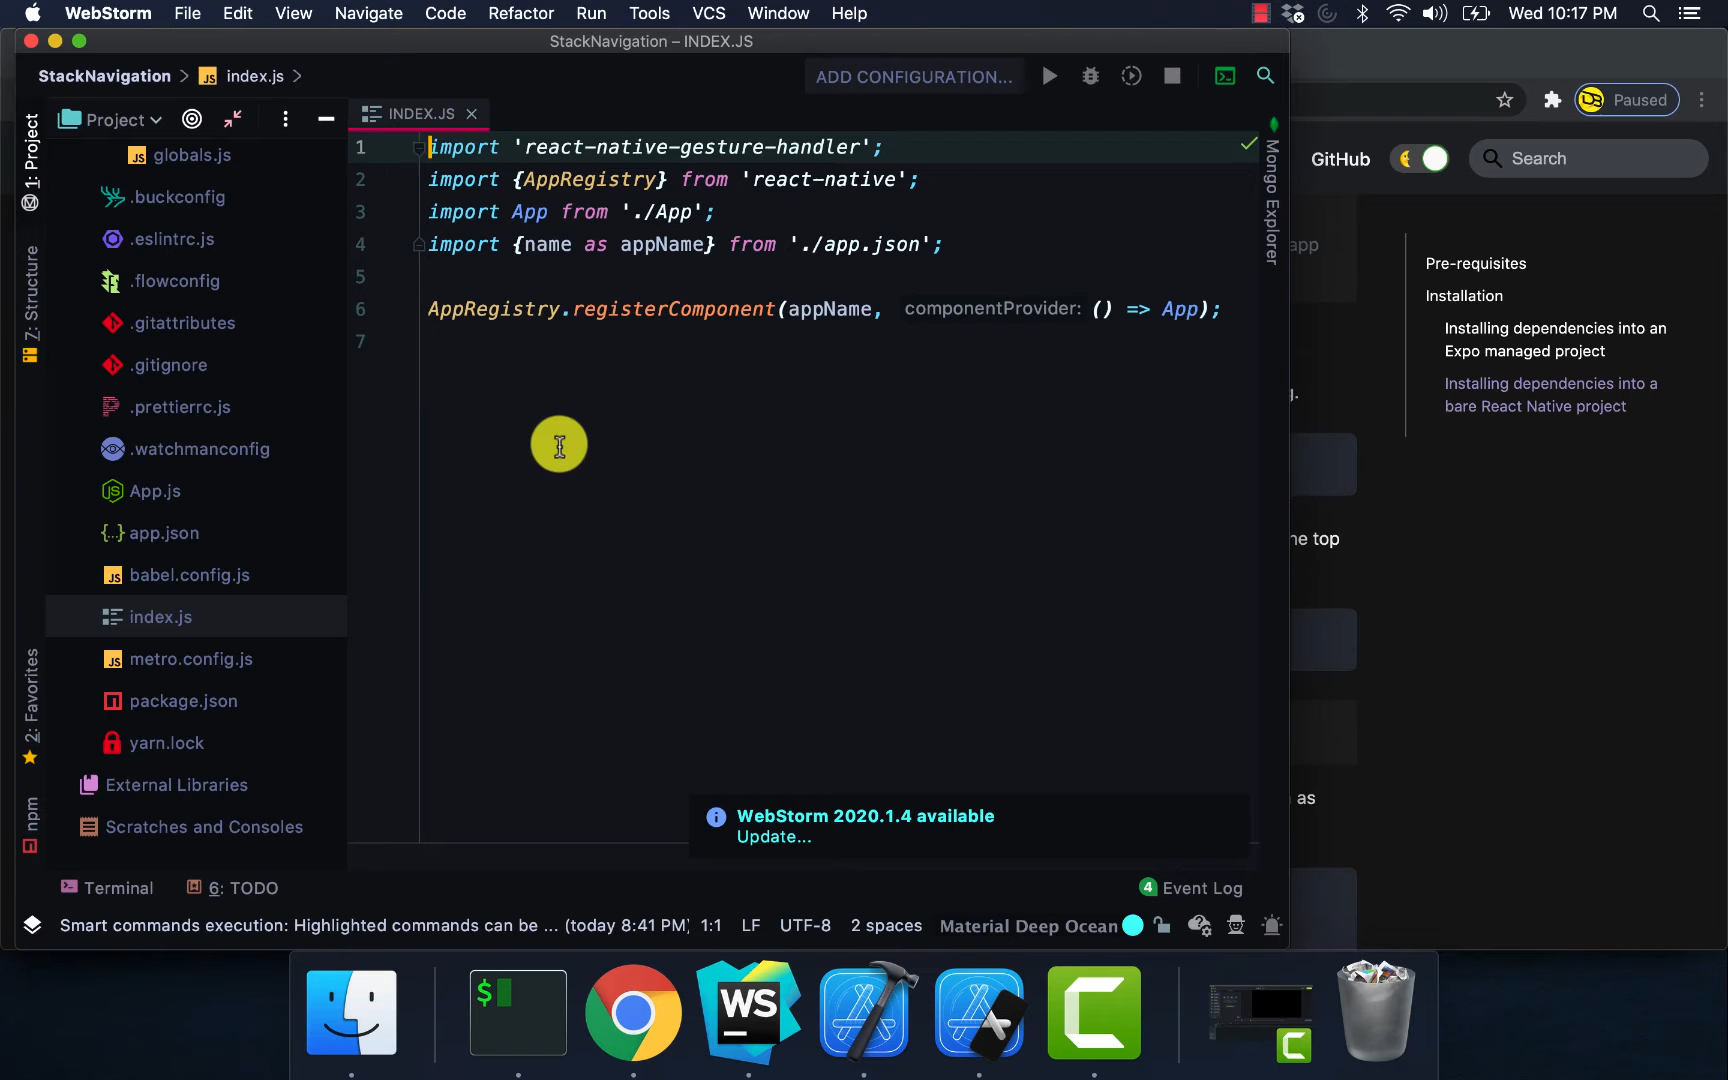 WebStorm File Edit View Navigate Code Refactor Run Tools VCS Window Help Wed 10:17 PM
StackNavigation – INDEX.JS
StackNavigation index.js ADD CONFIGURATION...
Paused
Project
INDEX.JS
1: Project
7: Structure
2: Favorites
npm
globals.js
.buckconfig
.eslintrc.js
.flowconfig
.gitattributes
.gitignore
.prettierrc.js
.watchmanconfig
App.js
app.json
babel.config.js
index.js
metro.config.js
package.json
yarn.lock
External Libraries
Scratches and Consoles
1 import 'react-native-gesture-handler';
2 import {AppRegistry} from 'react-native';
3 import App from './App';
4 import {name as appName} from './app.json';
5
6 AppRegistry.registerComponent(appName, componentProvider: () => App);
7
Mongo Explorer
GitHub Search
app
Pre-requisites
Installation
Installing dependencies into an
Expo managed project
Installing dependencies into a
bare React Native project
g.
he top
as
WebStorm 2020.1.4 available
Update...
Terminal 6: TODO 4 Event Log
Smart commands execution: Highlighted commands can be ... (today 8:41 PM) 1:1 LF UTF-8 2 spaces Material Deep Ocean
$
WS